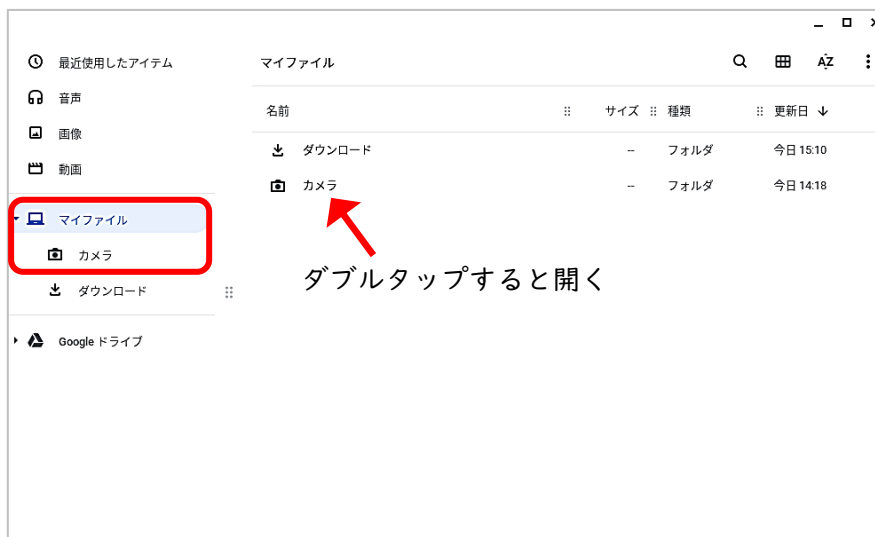 最近使用したアイテム
音声
画像
動画
マイファイル
カメラ
ダウンロード
Google ドライブ
マイファイル
AZ
名前 サイズ 種類 更新日
ダウンロード -- フォルダ 今日 15:10
カメラ -- フォルダ 今日 14:18
ダブルタップすると開く